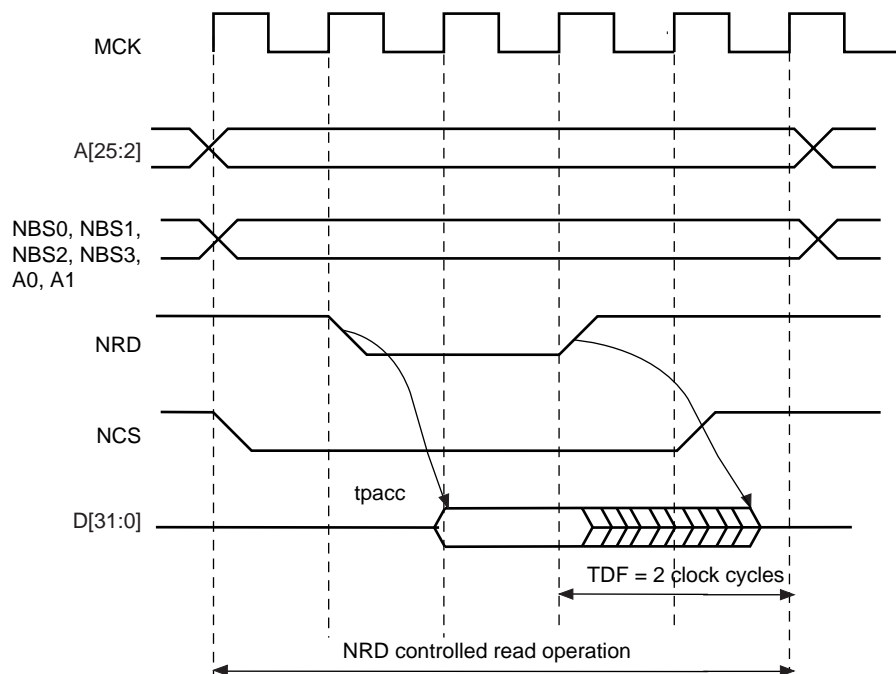 MCK
A[25:2]
NBS0, NBS1,
NBS2, NBS3,
A0, A1
NRD
NCS
tpacc
D[31:0]
TDF = 2 clock cycles
NRD controlled read operation